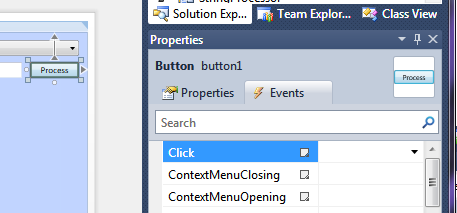 Solution Exp... Team Explor... Class View
Properties
Process
Button button1
Process
Properties Events
Search
Click
ContextMenuClosing
ContextMenuOpening